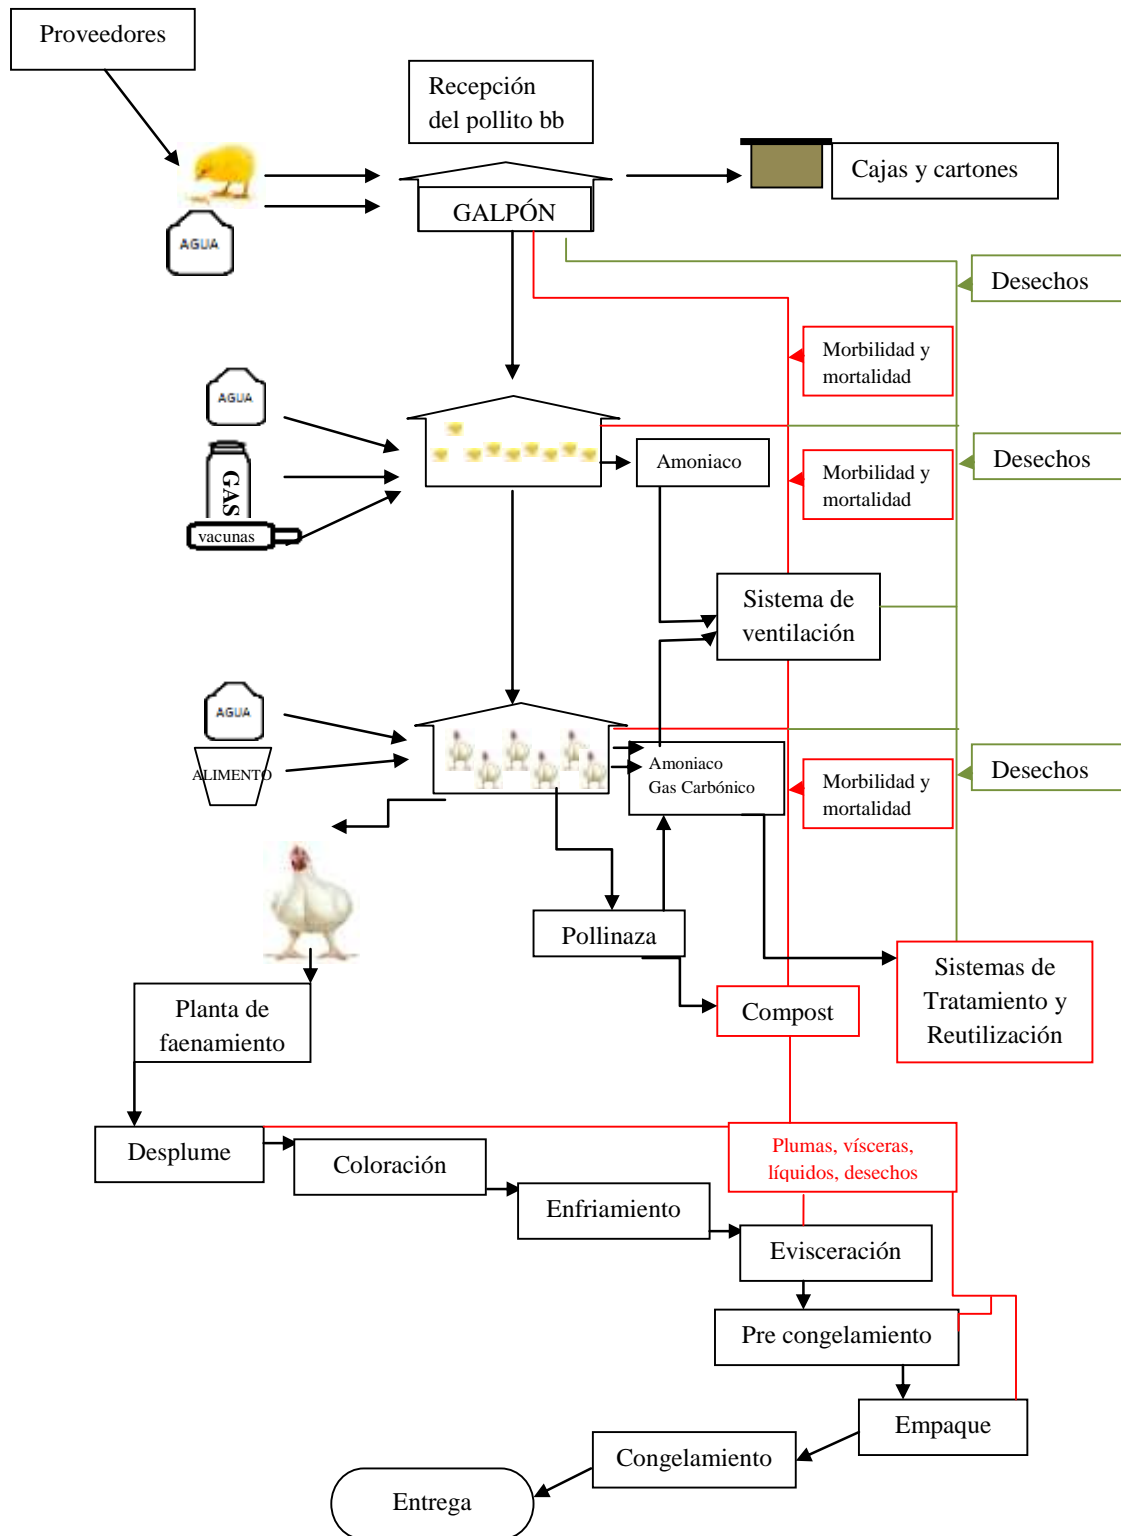 Proveedores
Recepción
del pollito bb
Cajas y cartones
GALPÓN
AGUA
Desechos
Morbilidad y
mortalidad
AGUA
GAS
vacunas
Amoniaco
Desechos
Morbilidad y
mortalidad
Sistema de
ventilación
AGUA
ALIMENTO
Amoniaco
Gas Carbónico
Desechos
Morbilidad y
mortalidad
Pollinaza
Sistemas de
Tratamiento y
Reutilización
Compost
Planta de
faenamiento
Desplume
Coloración
Plumas, vísceras,
líquidos, desechos
Enfriamiento
Evisceración
Pre congelamiento
Empaque
Congelamiento
Entrega